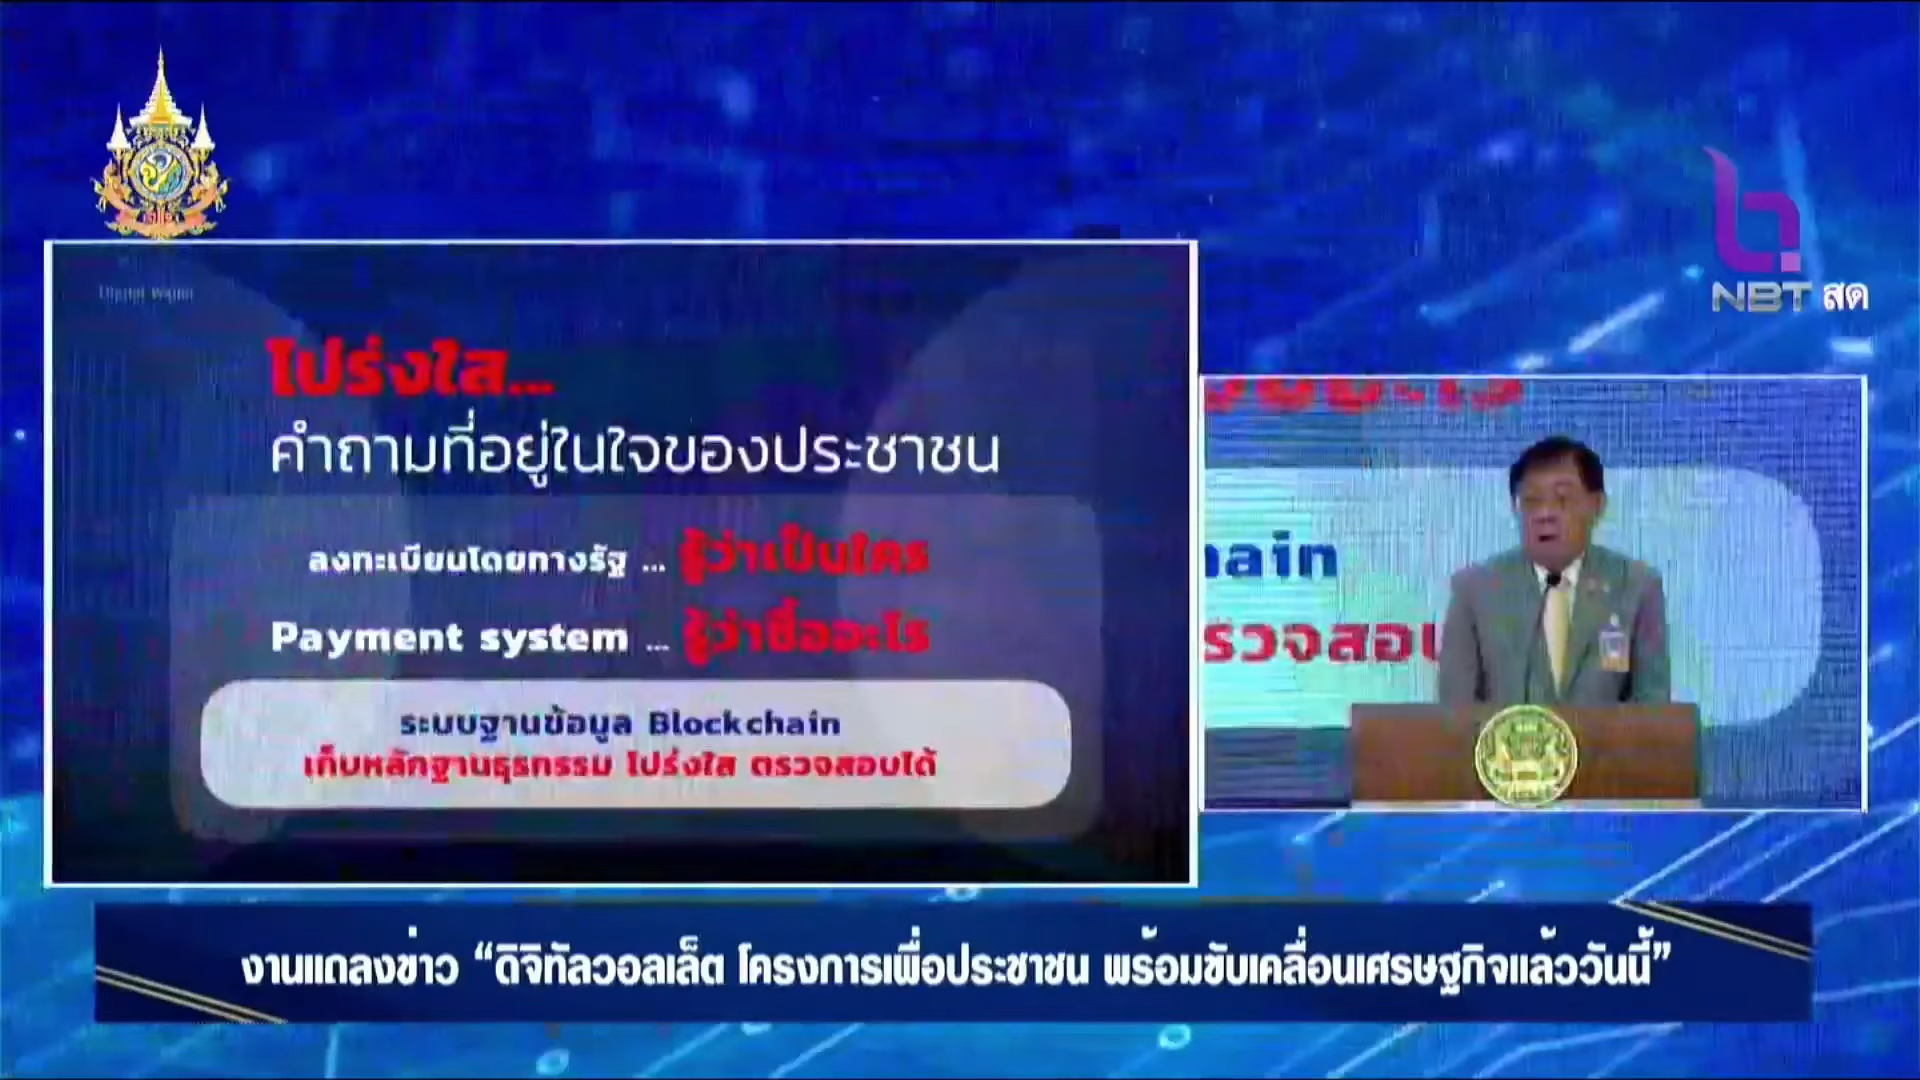 Digital Wallet
โปร่งใส...
คำถามที่อยู่ในใจของประชาชน
ลงทะเบียนโดยทางรัฐ ... รู้ว่าเป็นใคร
Payment system ... รู้ว่าซื้ออะไร
ระบบฐานข้อมูล Blockchain
เก็บหลักฐานธุรกรรม โปร่งใส ตรวจสอบได้
NBT สด
hain
รวจสอบ
งานแถลงข่าว “ดิจิทัลวอลเล็ต โครงการเพื่อประชาชน พร้อมขับเคลื่อนเศรษฐกิจแล้ววันนี้”